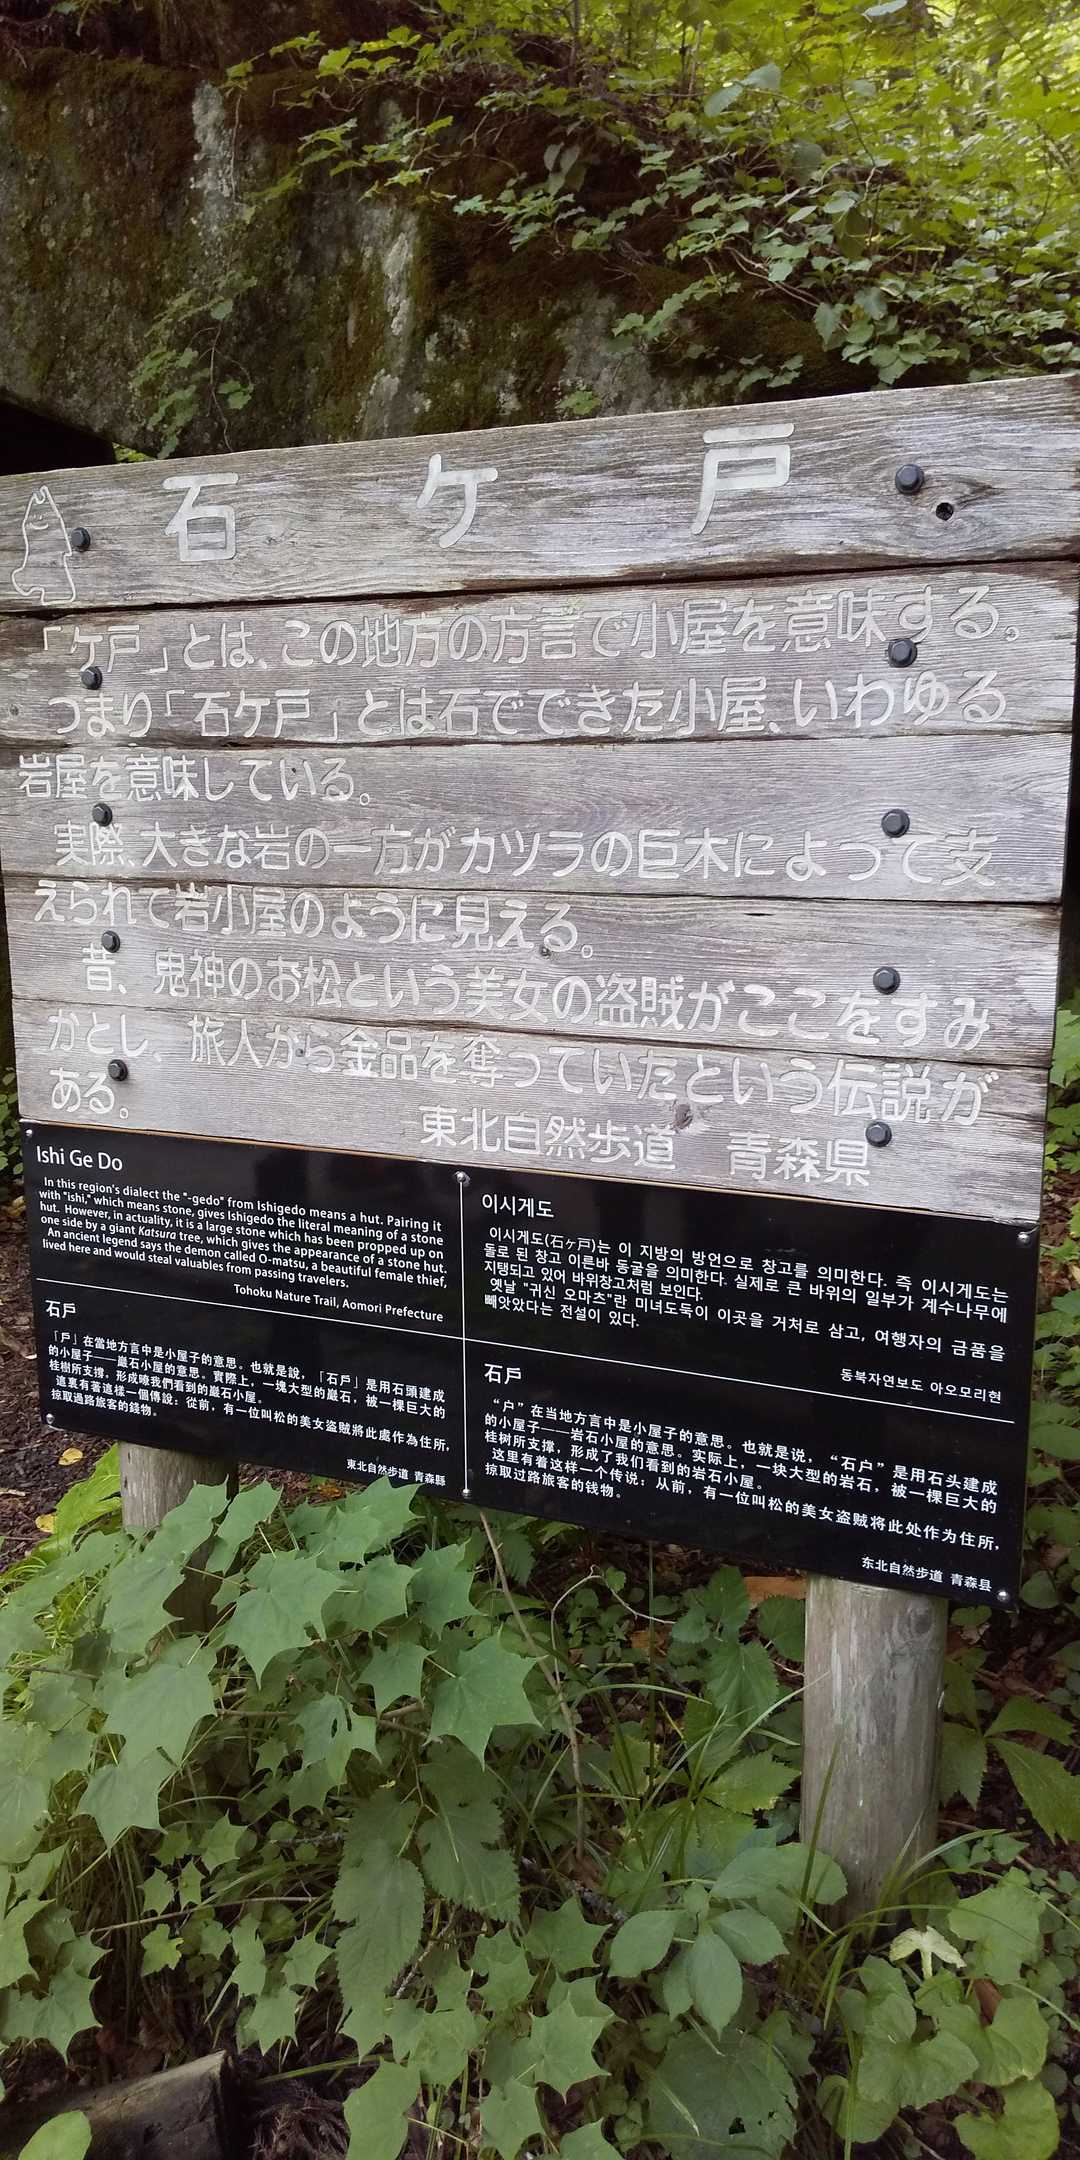 石ケ戸
「ケ戸」とは、この地方の方言で小屋を意味する。
つまり「石ケ戸」とは石でできた小屋、いわゆる
岩屋を意味している。
実際、大きな岩の一方がカツラの巨木によって支
えられて岩小屋のように見える。
昔、鬼神のお松という美女の盗賊がここをすみ
かとし、旅人から金品を奪っていたという伝説が
ある。
東北自然歩道 青森県
Ishi Ge Do
In this region's dialect the "-gedo" from Ishigedo means a hut. Pairing it
with "ishi," which means stone, gives Ishigedo the literal meaning of a stone
hut. However, in actuality, it is a large stone which has been propped up on
one side by a giant Katsura tree, which gives the appearance of a stone hut.
An ancient legend says the demon called O-matsu, a beautiful female thief,
lived here and would steal valuables from passing travelers.
Tohoku Nature Trail, Aomori Prefecture
이시게도
이시게도(石ヶ戸)는 이 지방의 방언으로 창고를 의미한다. 즉 이시게도는
돌로 된 창고 이른바 동굴을 의미한다. 실제로 큰 바위의 일부가 계수나무에
지탱되고 있어 바위창고처럼 보인다.
옛날 "귀신 오마츠"란 미녀도둑이 이곳을 거처로 삼고, 여행자의 금품을
빼앗았다는 전설이 있다.
동북자연보도 아오모리현
石戶
「戶」在當地方言中是小屋子的意思。也就是說，「石戶」是用石頭建成
的小屋子——巖石小屋的意思。實際上，一塊大型的巖石，被一棵巨大的
桂樹所支撐，形成瞭我們看到的巖石小屋。
這裏有著這樣一個傳說：從前，有一位叫松的美女盜賊將此處作為住所，
掠取過路旅客的錢物。
東北自然步道 青森縣
石戶
“户”在当地方言中是小屋子的意思。也就是说，“石户”是用石头建成
的小屋子——岩石小屋的意思。实际上，一块大型的岩石，被一棵巨大的
桂树所支撑，形成了我们看到的岩石小屋。
这里有着这样一个传说：从前，有一位叫松的美女盗贼将此处作为住所，
掠取过路旅客的钱物。
东北自然步道 青森县